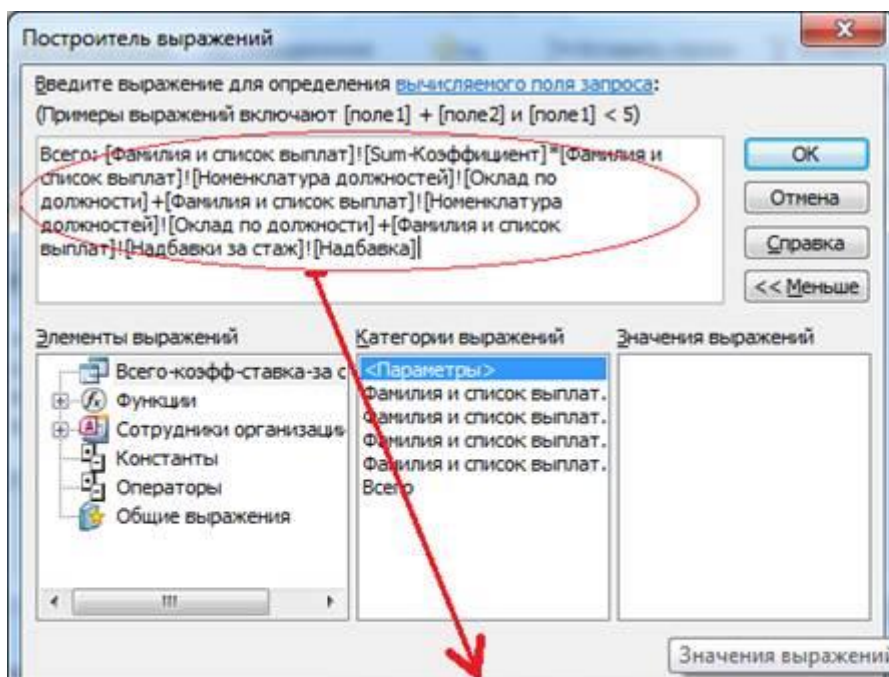 Построитель выражений
Введите выражение для определения вычисляемого поля запроса:
(Примеры выражений включают [поле1] + [поле2] и [поле1] < 5)
Всего: [Фамилия и список выплат]![Sum-Коэффициент]*[Фамилия и
список выплат]![Номенклатура должностей]![Оклад по
должности]+[Фамилия и список выплат]![Номенклатура
должностей]![Оклад по должности]+[Фамилия и список
выплат]![Надбавки за стаж]![Надбавка]
OK
Отмена
Справка
<< Меньше
Элементы выражений
Всего-коэфф-ставка-за с
Функции
Сотрудники организаци
Константы
Операторы
Общие выражения
Категории выражений
<Параметры>
Фамилия и список выплат.
Фамилия и список выплат.
Фамилия и список выплат.
Фамилия и список выплат.
Всего
Значения выражений
Значения выражений